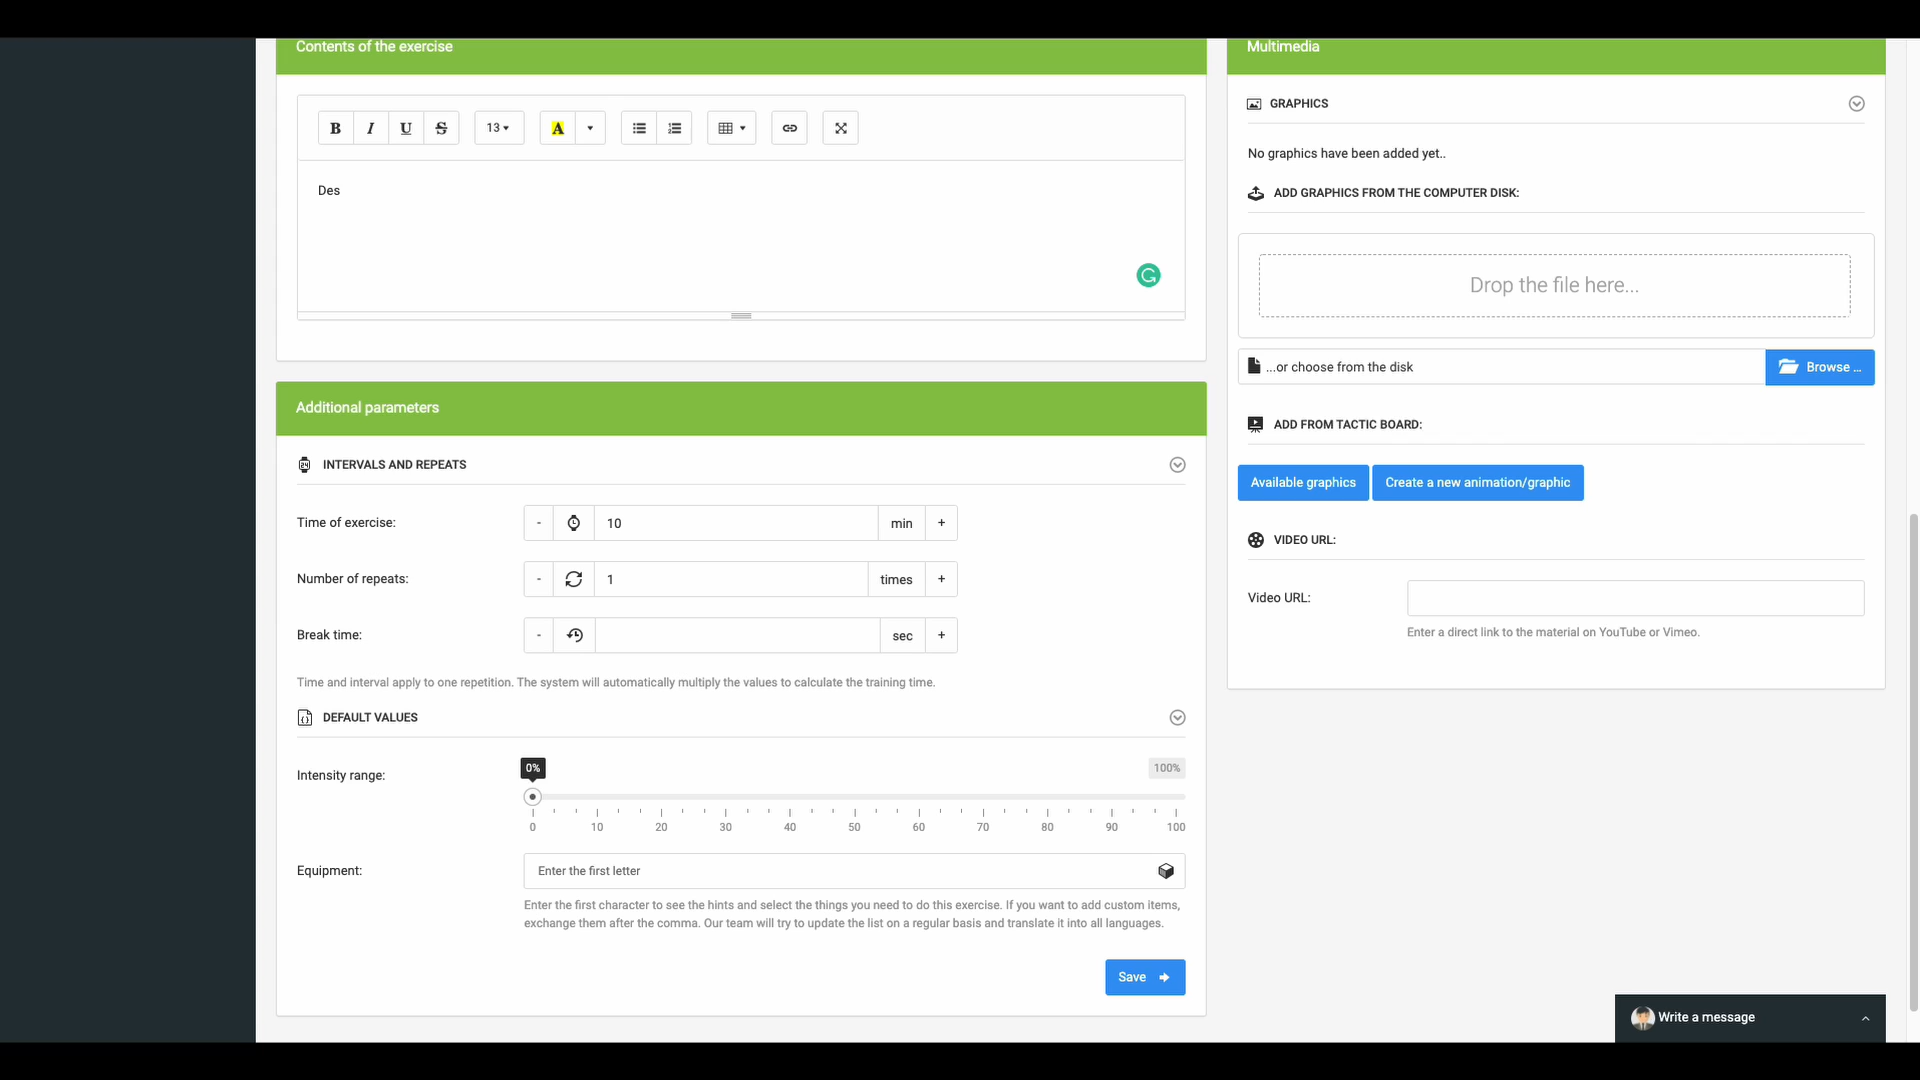 Contents of the exercise
B I U S 13 A
Des
Additional parameters
INTERVALS AND REPEATS
Time of exercise:
- 10 min +
Number of repeats:
- 1 times +
Break time:
- sec +
Time and interval apply to one repetition. The system will automatically multiply the values to calculate the training time.
DEFAULT VALUES
Intensity range:
0% 100%
0 10 20 30 40 50 60 70 80 90 100
Equipment:
Enter the first letter
Enter the first character to see the hints and select the things you need to do this exercise. If you want to add custom items,
exchange them after the comma. Our team will try to update the list on a regular basis and translate it into all languages.
Save
Multimedia
GRAPHICS
No graphics have been added yet..
ADD GRAPHICS FROM THE COMPUTER DISK:
Drop the file here...
...or choose from the disk
Browse ...
ADD FROM TACTIC BOARD:
Available graphics
Create a new animation/graphic
VIDEO URL:
Video URL:
Enter a direct link to the material on YouTube or Vimeo.
Write a message